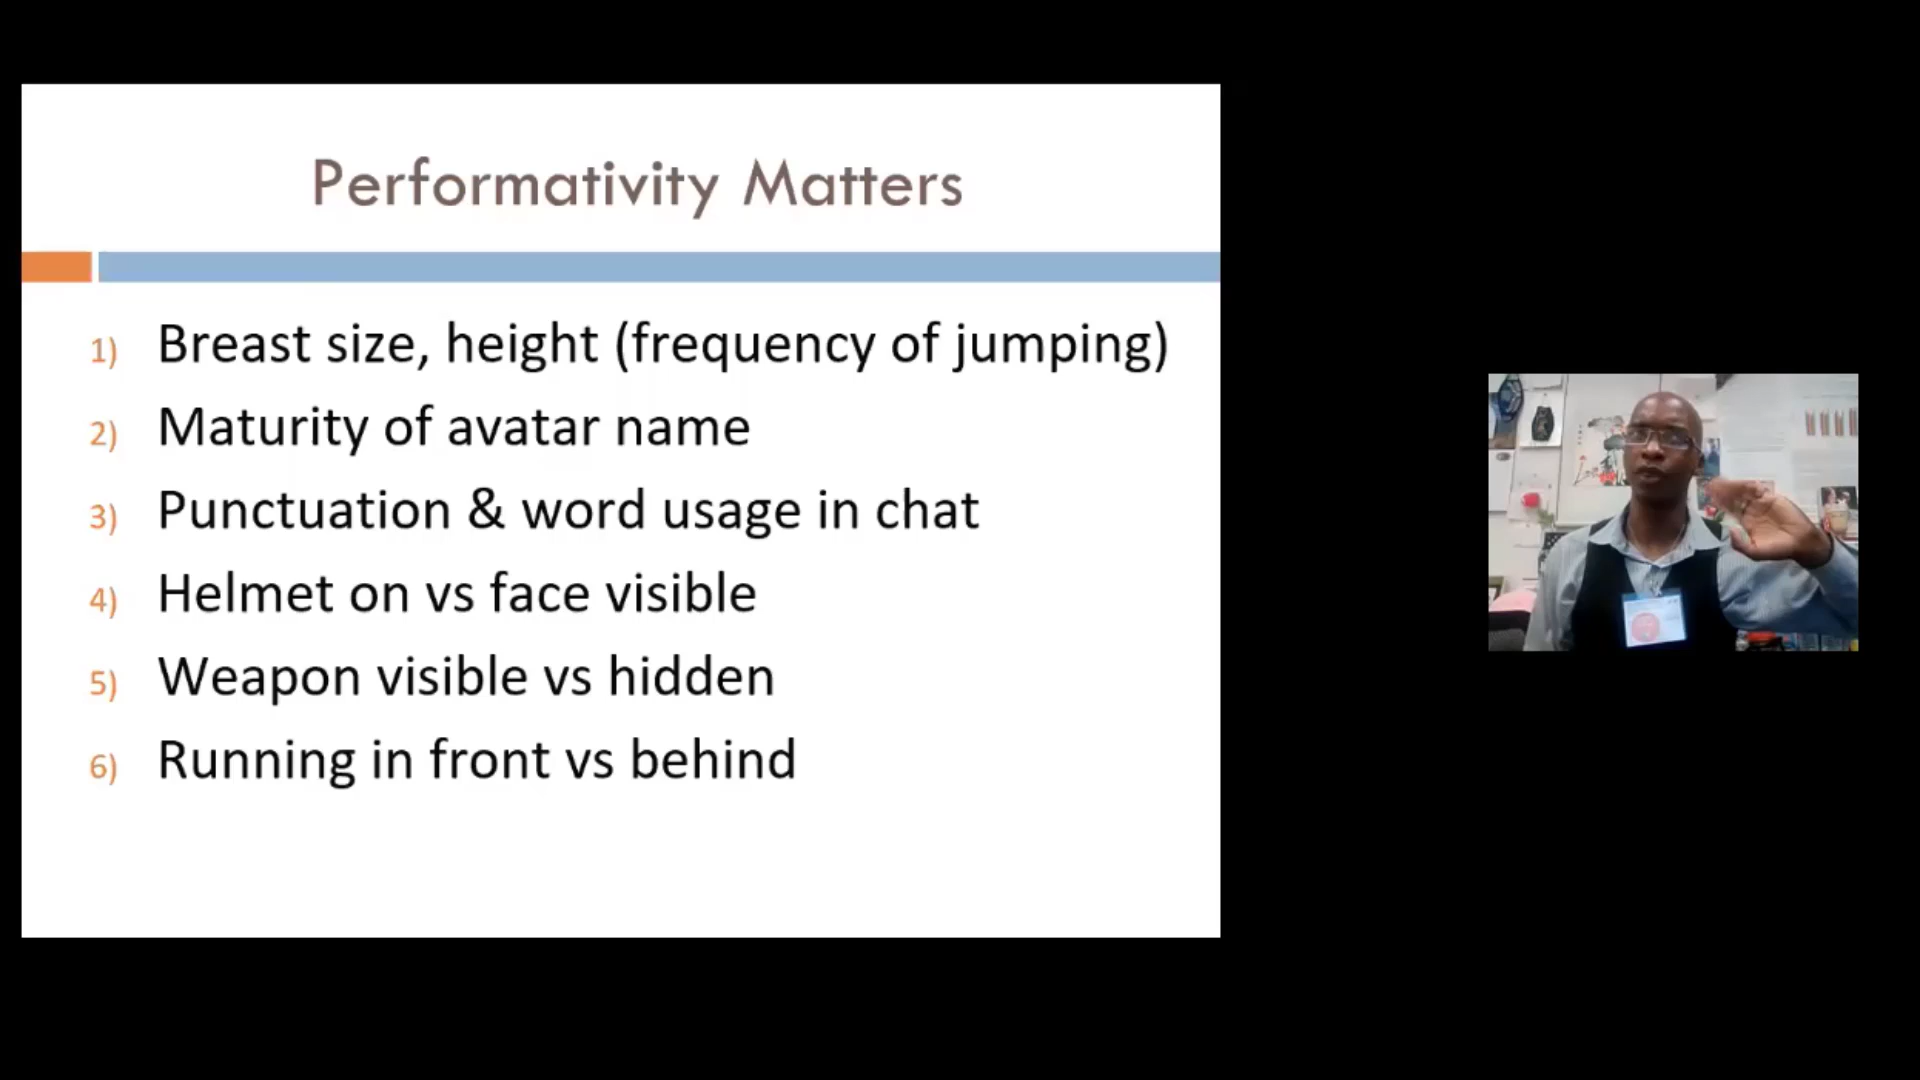 Performativity Matters
1) Breast size, height (frequency of jumping)
2) Maturity of avatar name
3) Punctuation & word usage in chat
4) Helmet on vs face visible
5) Weapon visible vs hidden
6) Running in front vs behind